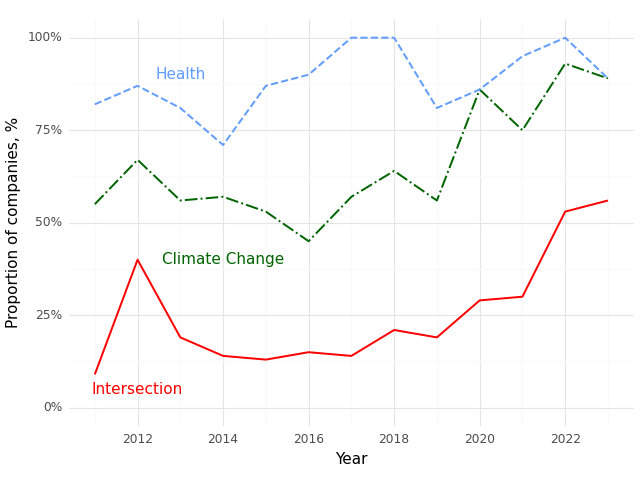 100%
75%
50%
25%
0%
Proportion of companies, %
Health
Climate Change
Intersection
2012 2014 2016 2018 2020 2022
Year